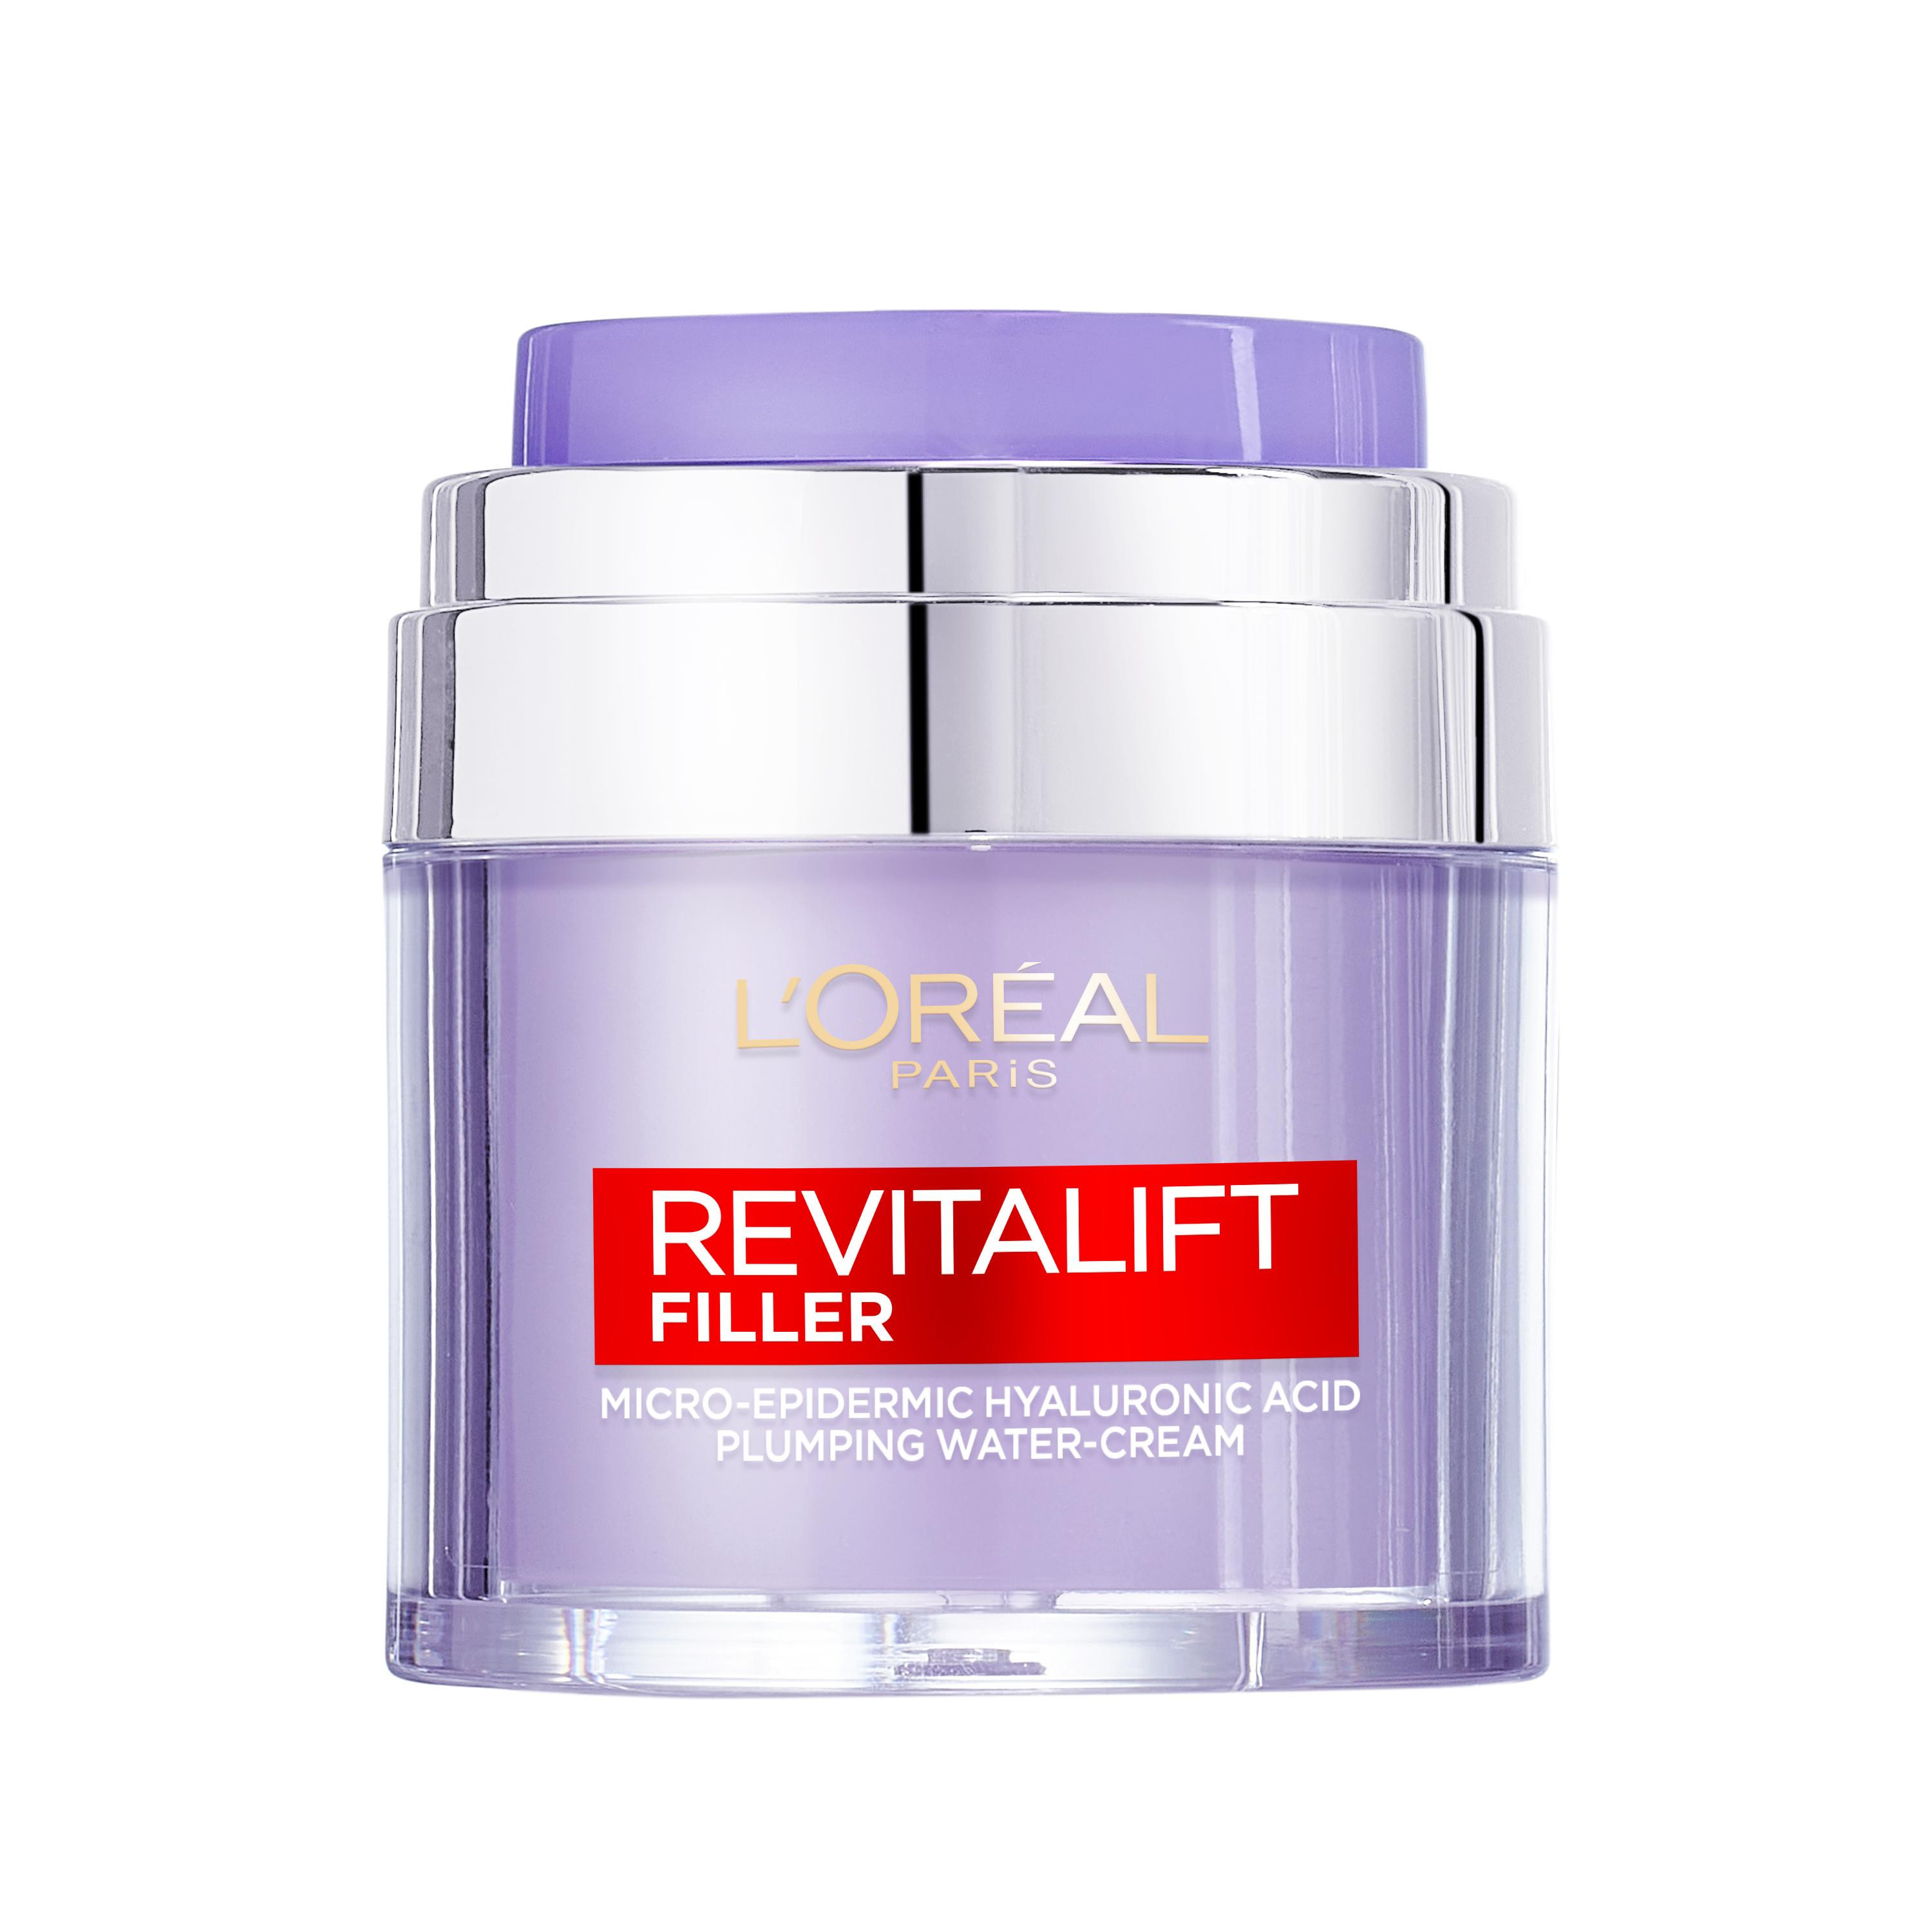 L'ORÉAL
PARiS
REVITALIFT
FILLER
MICRO-EPIDERMIC HYALURONIC ACID
PLUMPING WATER-CREAM